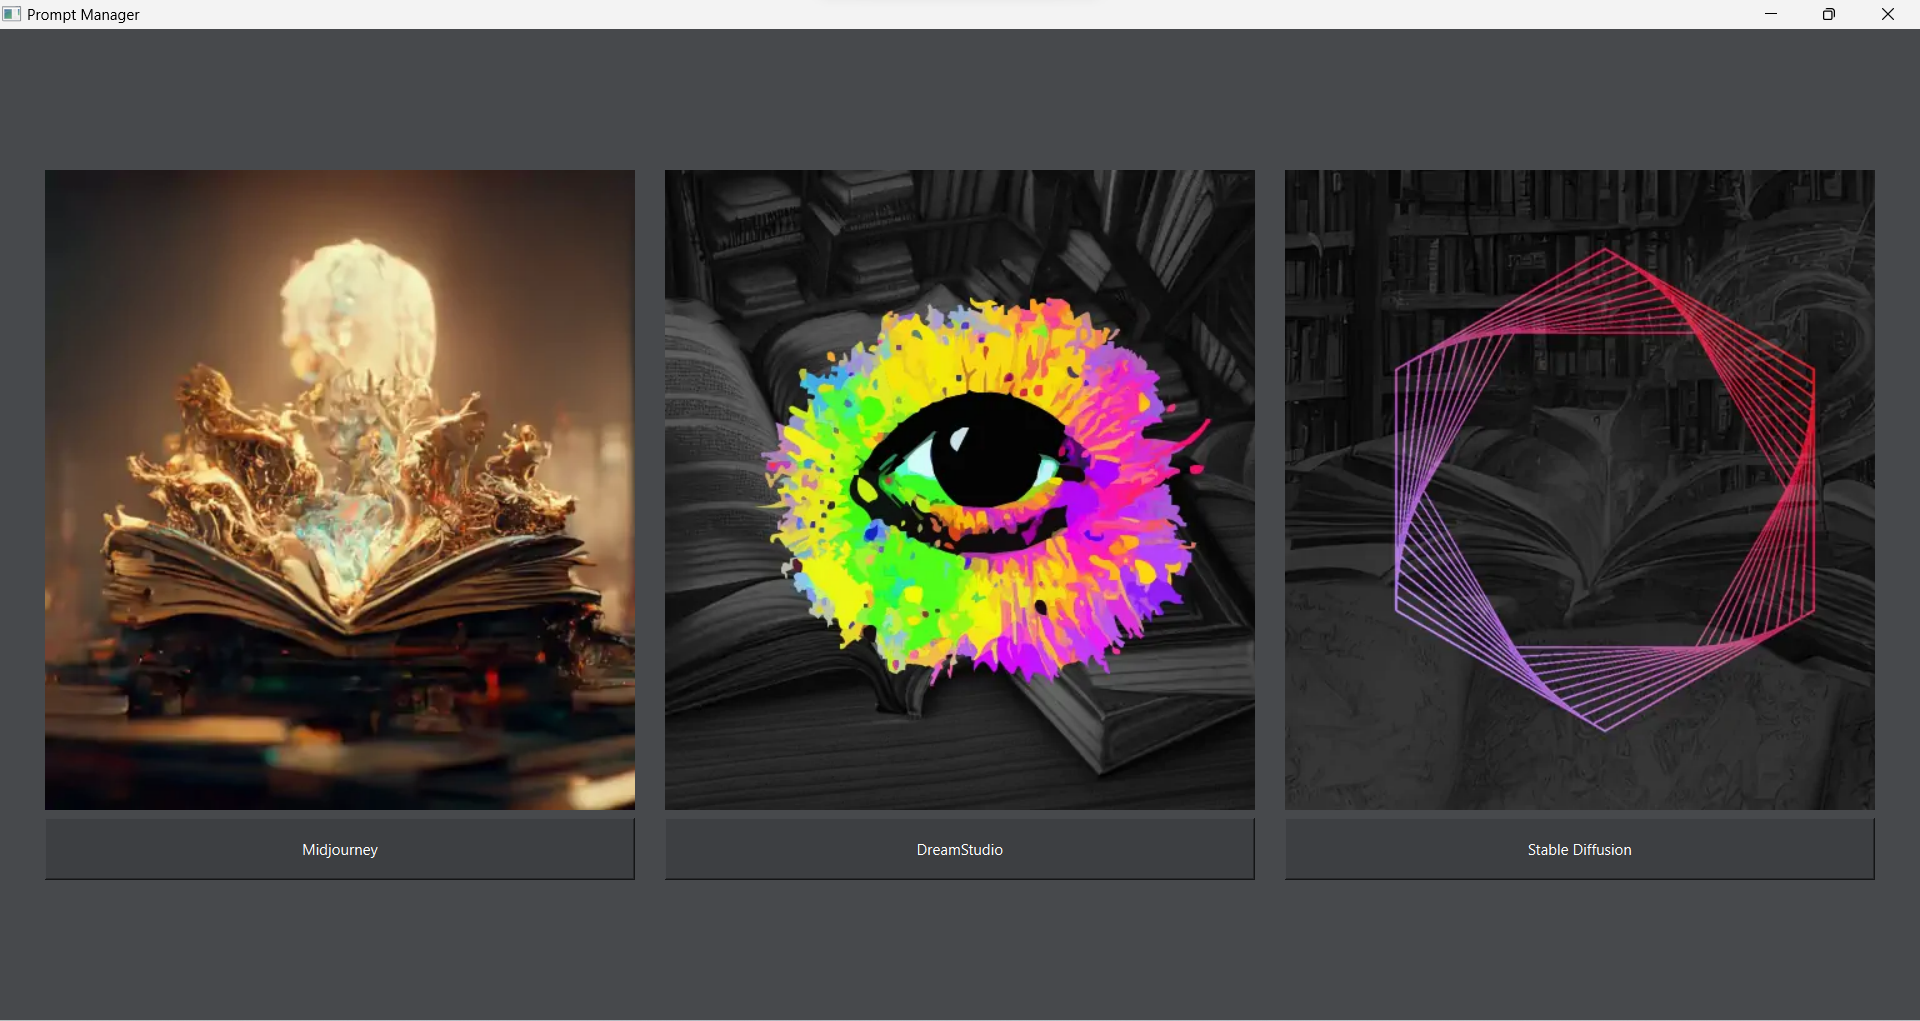 Prompt Manager
Midjourney
DreamStudio
Stable Diffusion